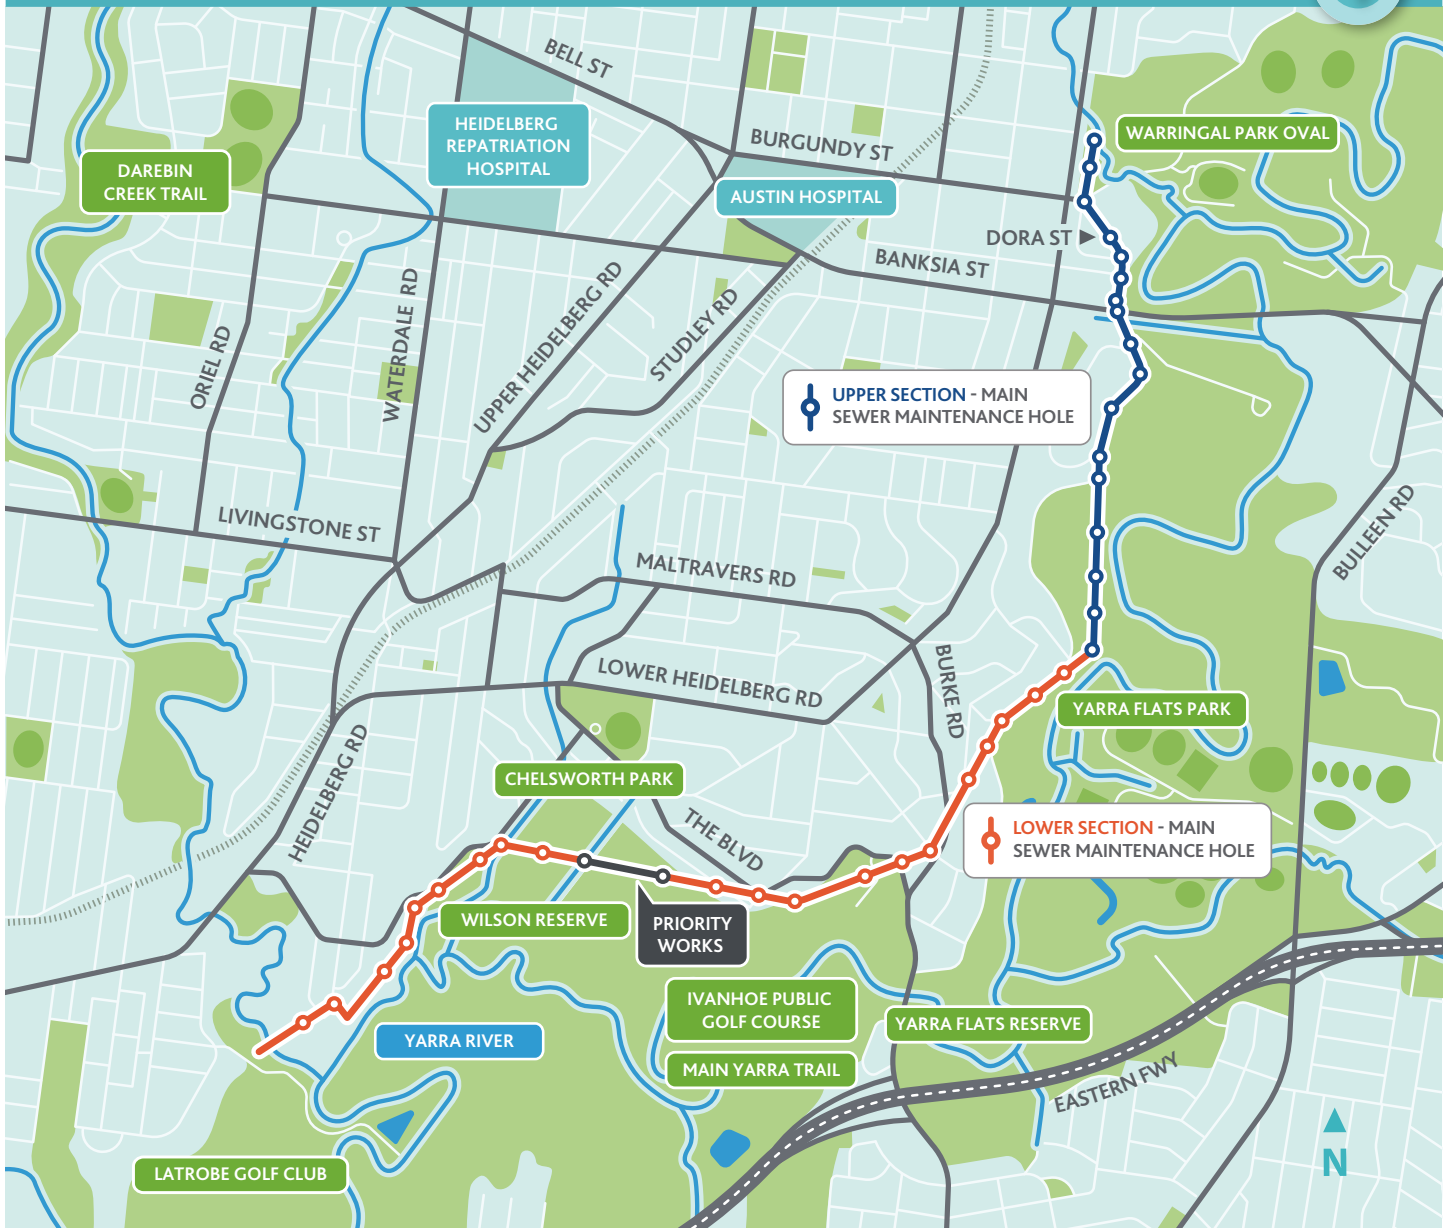 BELL ST
HEIDELBERG
REPATRIATION
HOSPITAL
BURGUNDY ST
WARRINGAL PARK OVAL
DAREBIN
CREEK TRAIL
AUSTIN HOSPITAL
DORA ST
BANKSIA ST
ORIEL RD
WATERDALE RD
UPPER HEIDELBERG RD
STUDLEY RD
UPPER SECTION - MAIN
SEWER MAINTENANCE HOLE
LIVINGSTONE ST
BULLEEN RD
MALTRAVERS RD
LOWER HEIDELBERG RD
BURKE RD
YARRA FLATS PARK
HEIDELBERG RD
CHELSWORTH PARK
THE BLVD
LOWER SECTION - MAIN
SEWER MAINTENANCE HOLE
WILSON RESERVE
PRIORITY
WORKS
IVANHOE PUBLIC
GOLF COURSE
YARRA FLATS RESERVE
YARRA RIVER
MAIN YARRA TRAIL
EASTERN FWY
LATROBE GOLF CLUB
N